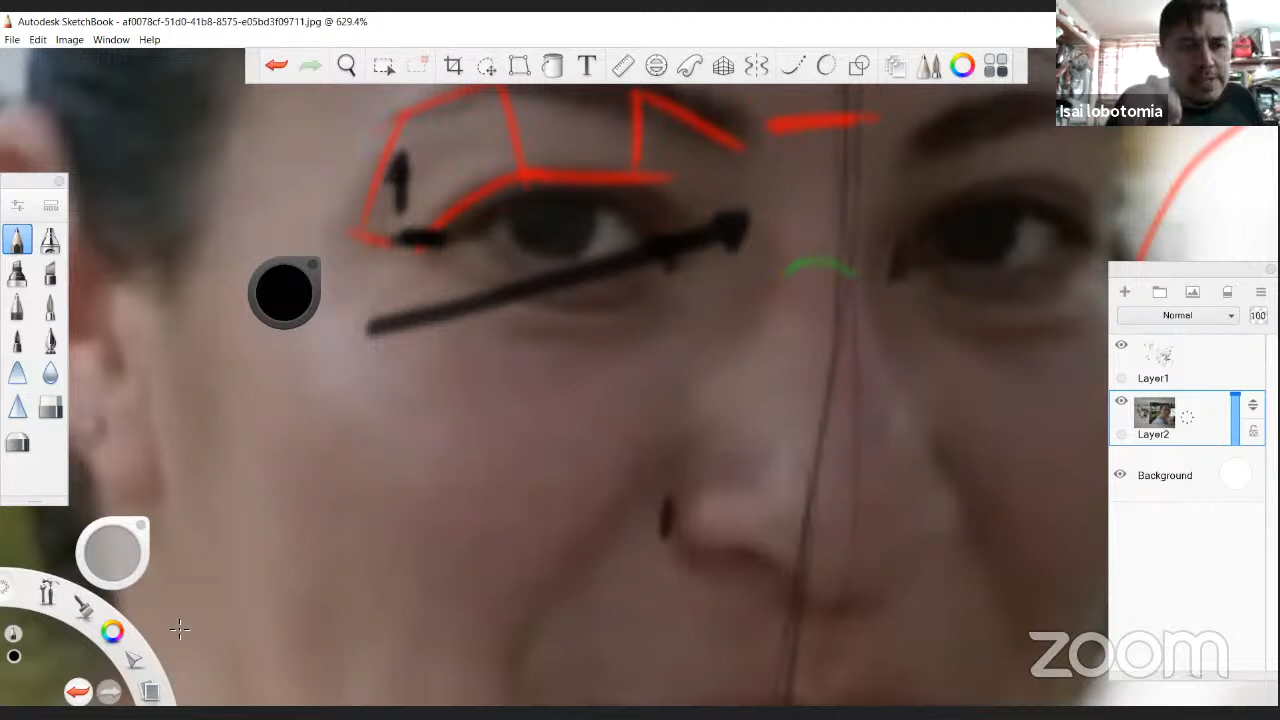 Autodesk SketchBook - af0078cf-51d0-41b8-8575-e05bd3f09711.jpg @ 629.4%
File Edit Image Window Help
T
Isai lobotomia
Normal
100
Layer1
Layer2
Background
zoom